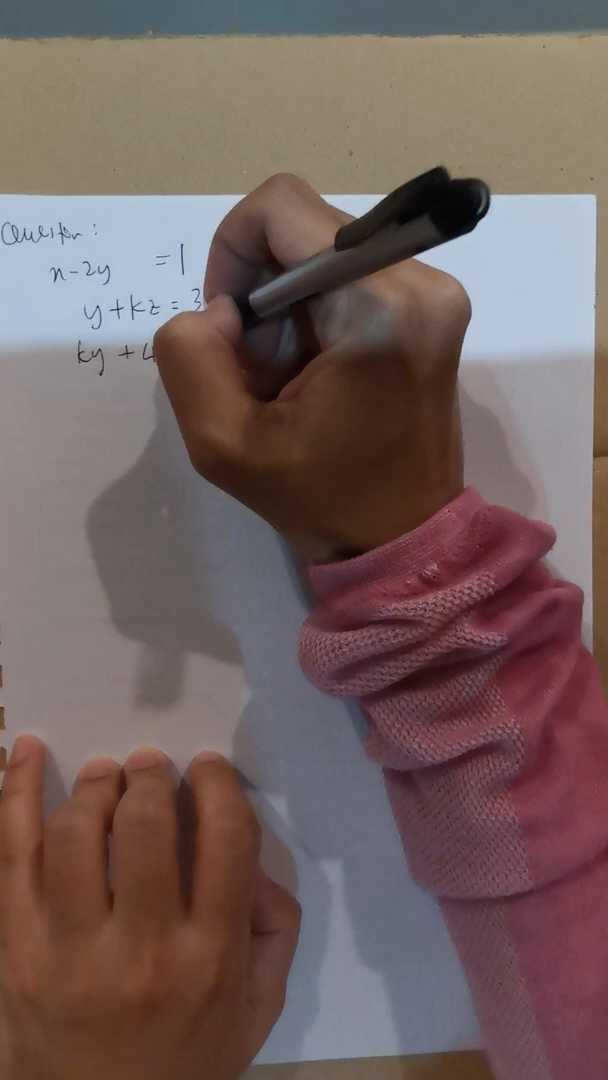 Question:
x-2y = 1
y+kz = 3
ky + 4